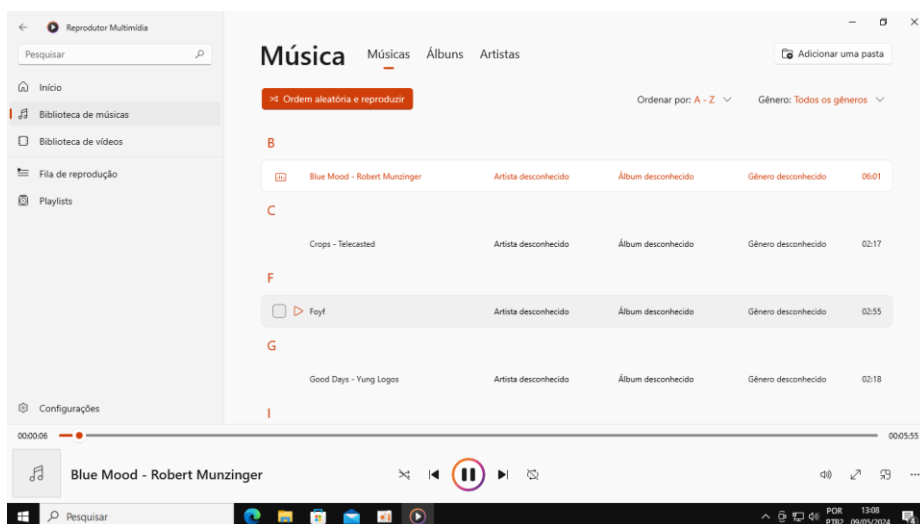 Reprodutor Multimídia
Pesquisar
Início
Biblioteca de músicas
Biblioteca de vídeos
Fila de reprodução
Playlists
Configurações
Música Músicas Álbuns Artistas
Adicionar uma pasta
Ordem aleatória e reproduzir
Ordenar por: A - Z
Gênero: Todos os gêneros
B
Blue Mood - Robert Munzinger Artista desconhecido Álbum desconhecido Gênero desconhecido 06:01
C
Crops - Telecasted Artista desconhecido Álbum desconhecido Gênero desconhecido 02:17
F
Foyf Artista desconhecido Álbum desconhecido Gênero desconhecido 02:55
G
Good Days - Yung Logos Artista desconhecido Álbum desconhecido Gênero desconhecido 02:18
I
00:00:06 00:05:55
Blue Mood - Robert Munzinger
Pesquisar
POR 13:08
PTB2 09/05/2024